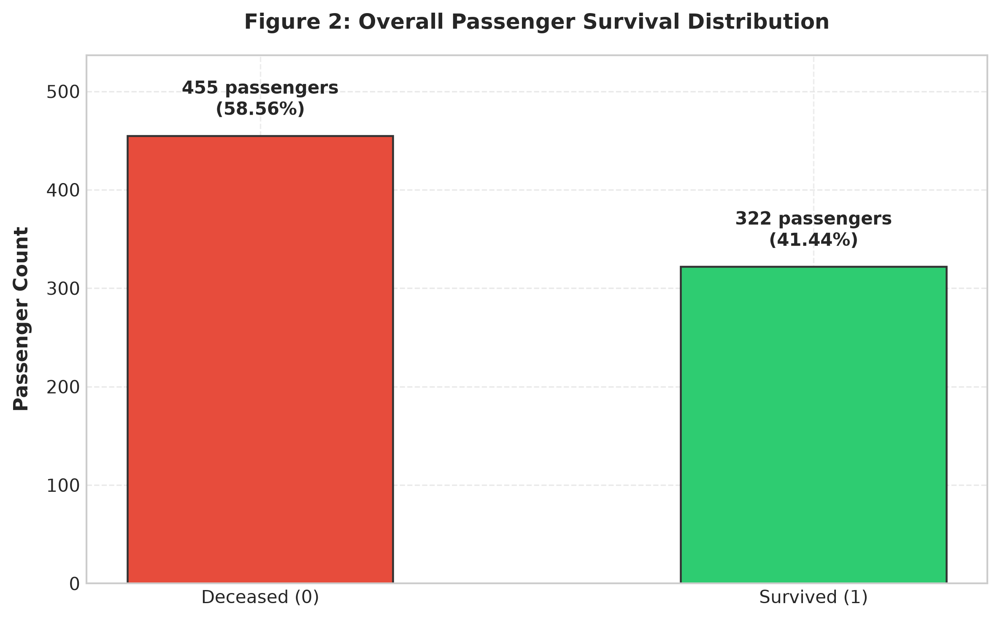 Figure 2: Overall Passenger Survival Distribution
Passenger Count
500
400
300
200
100
0
455 passengers
(58.56%)
322 passengers
(41.44%)
Deceased (0)
Survived (1)